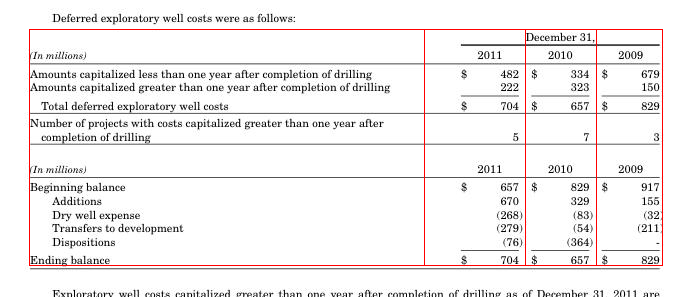 Deferred exploratory well costs were as follows:
December 31,
(In millions) 2011 2010 2009
Amounts capitalized less than one year after completion of drilling $ 482 $ 334 $ 679
Amounts capitalized greater than one year after completion of drilling 222 323 150
Total deferred exploratory well costs $ 704 $ 657 $ 829
Number of projects with costs capitalized greater than one year after
completion of drilling 5 7 3
(In millions) 2011 2010 2009
Beginning balance $ 657 $ 829 $ 917
Additions 670 329 155
Dry well expense (268) (83) (32)
Transfers to development (279) (54) (211)
Dispositions (76) (364) -
Ending balance $ 704 $ 657 $ 829
Exploratory well costs capitalized greater than one year after completion of drilling as of December 31, 2011 are